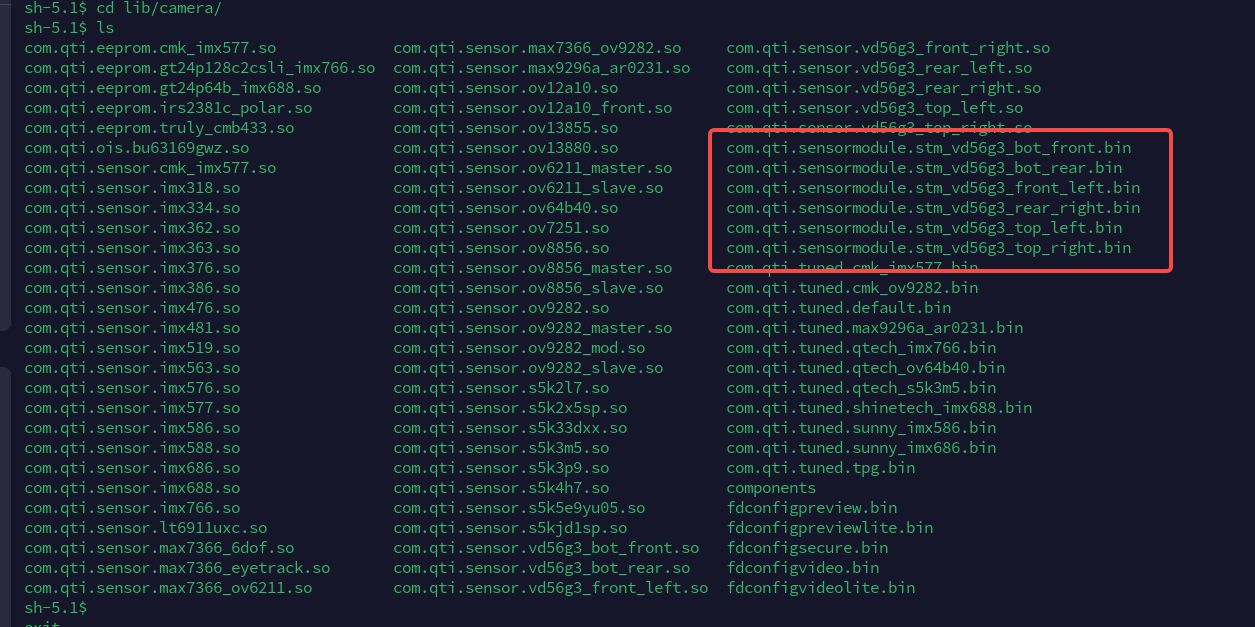 sh-5.1$ cd lib/camera/
sh-5.1$ ls
com.qti.eeprom.cmk_imx577.so com.qti.sensor.max7366_ov9282.so com.qti.sensor.vd56g3_front_right.so
com.qti.eeprom.gt24p128c2csli_imx766.so com.qti.sensor.max9296a_ar0231.so com.qti.sensor.vd56g3_rear_left.so
com.qti.eeprom.gt24p64b_imx688.so com.qti.sensor.ov12a10.so com.qti.sensor.vd56g3_rear_right.so
com.qti.eeprom.irs2381c_polar.so com.qti.sensor.ov12a10_front.so com.qti.sensor.vd56g3_top_left.so
com.qti.eeprom.truly_cmb433.so com.qti.sensor.ov13855.so com.qti.sensor.vd56g3_top_right.so
com.qti.ois.bu63169gwz.so com.qti.sensor.ov13880.so com.qti.sensormodule.stm_vd56g3_bot_front.bin
com.qti.sensor.cmk_imx577.so com.qti.sensor.ov6211_master.so com.qti.sensormodule.stm_vd56g3_bot_rear.bin
com.qti.sensor.imx318.so com.qti.sensor.ov6211_slave.so com.qti.sensormodule.stm_vd56g3_front_left.bin
com.qti.sensor.imx334.so com.qti.sensor.ov64b40.so com.qti.sensormodule.stm_vd56g3_rear_right.bin
com.qti.sensor.imx362.so com.qti.sensor.ov7251.so com.qti.sensormodule.stm_vd56g3_top_left.bin
com.qti.sensor.imx363.so com.qti.sensor.ov8856.so com.qti.sensormodule.stm_vd56g3_top_right.bin
com.qti.sensor.imx376.so com.qti.sensor.ov8856_master.so com.qti.tuned.cmk_imx577.bin
com.qti.sensor.imx386.so com.qti.sensor.ov8856_slave.so com.qti.tuned.cmk_ov9282.bin
com.qti.sensor.imx476.so com.qti.sensor.ov9282.so com.qti.tuned.default.bin
com.qti.sensor.imx481.so com.qti.sensor.ov9282_master.so com.qti.tuned.max9296a_ar0231.bin
com.qti.sensor.imx519.so com.qti.sensor.ov9282_mod.so com.qti.tuned.qtech_imx766.bin
com.qti.sensor.imx563.so com.qti.sensor.ov9282_slave.so com.qti.tuned.qtech_ov64b40.bin
com.qti.sensor.imx576.so com.qti.sensor.s5k2l7.so com.qti.tuned.qtech_s5k3m5.bin
com.qti.sensor.imx577.so com.qti.sensor.s5k2x5sp.so com.qti.tuned.shinetech_imx688.bin
com.qti.sensor.imx586.so com.qti.sensor.s5k33dxx.so com.qti.tuned.sunny_imx586.bin
com.qti.sensor.imx588.so com.qti.sensor.s5k3m5.so com.qti.tuned.sunny_imx686.bin
com.qti.sensor.imx686.so com.qti.sensor.s5k3p9.so com.qti.tuned.tpg.bin
com.qti.sensor.imx688.so com.qti.sensor.s5k4h7.so components
com.qti.sensor.imx766.so com.qti.sensor.s5k5e9yu05.so fdconfigpreview.bin
com.qti.sensor.lt6911uxc.so com.qti.sensor.s5kjd1sp.so fdconfigpreviewlite.bin
com.qti.sensor.max7366_6dof.so com.qti.sensor.vd56g3_bot_front.so fdconfigsecure.bin
com.qti.sensor.max7366_eyetrack.so com.qti.sensor.vd56g3_bot_rear.so fdconfigvideo.bin
com.qti.sensor.max7366_ov6211.so com.qti.sensor.vd56g3_front_left.so fdconfigvideolite.bin
sh-5.1$
exit